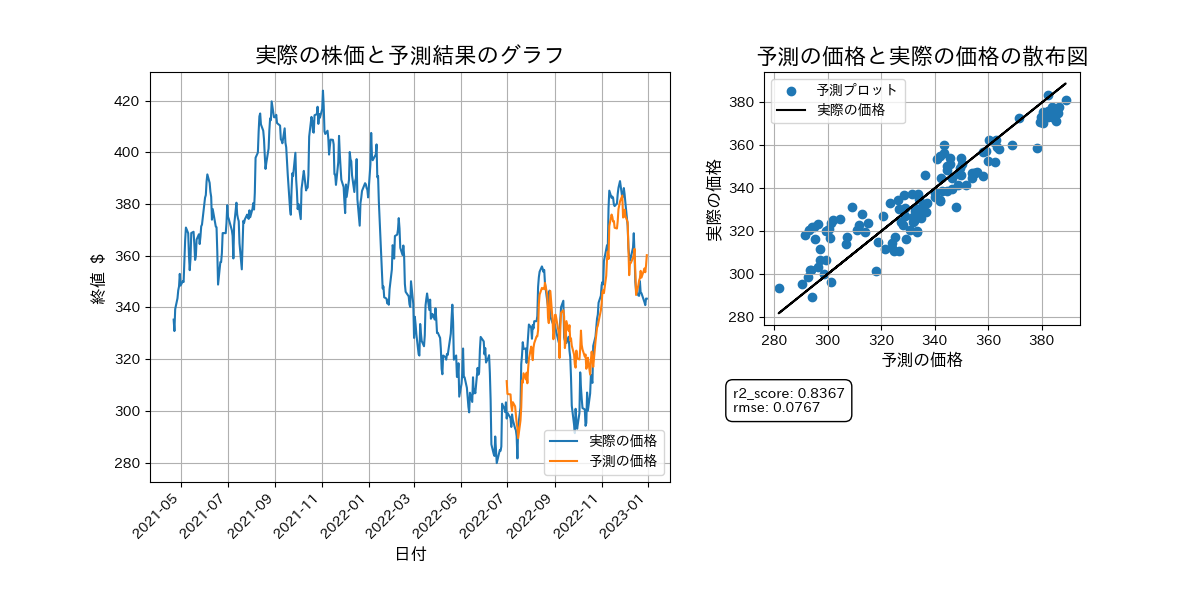 実際の株価と予測結果のグラフ
終値 $
420
400
380
360
340
320
300
280
実際の価格
予測の価格
2021-05
2021-07
2021-09
2021-11
2022-01
2022-03
2022-05
2022-07
2022-09
2022-11
2023-01
日付
予測の価格と実際の価格の散布図
予測プロット
実際の価格
実際の価格
380
360
340
320
300
280
280
300
320
340
360
380
予測の価格
r2_score: 0.8367
rmse: 0.0767